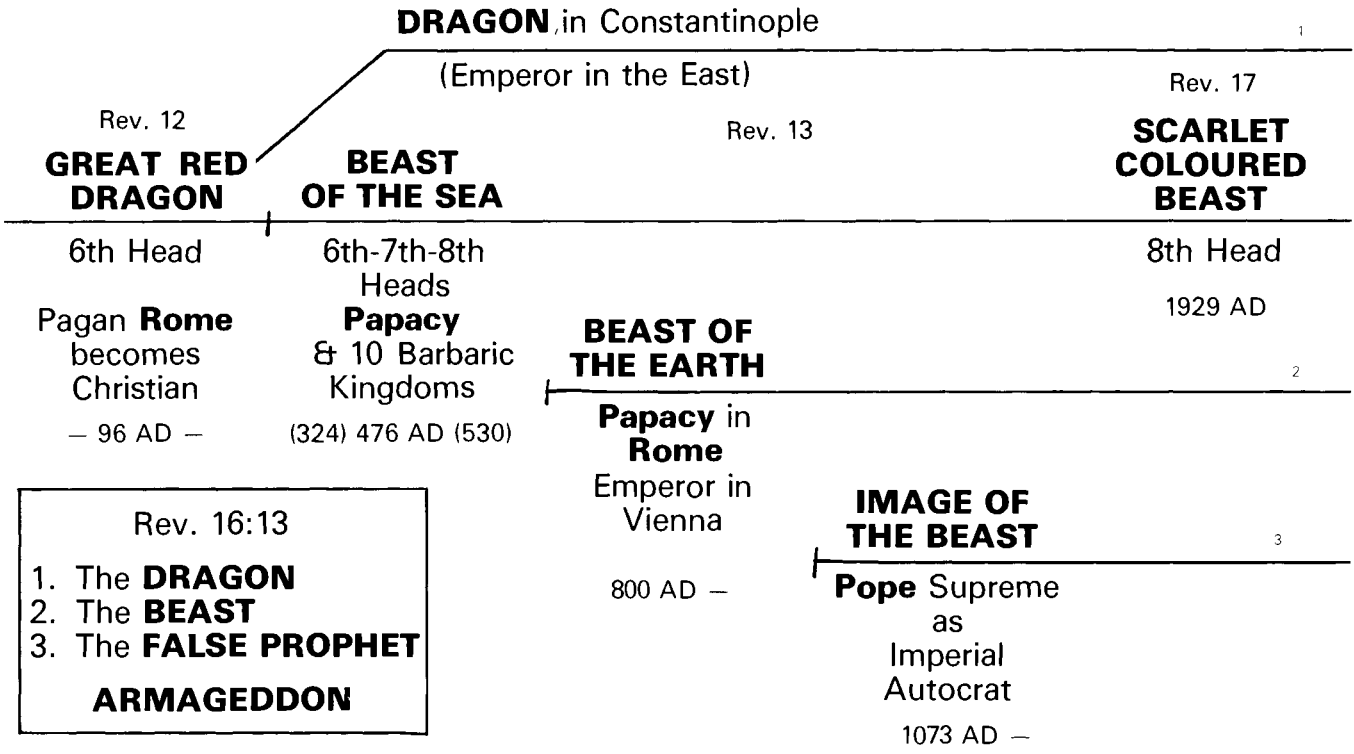 DRAGON, in Constantinople
1
(Emperor in the East)
Rev. 12
GREAT RED
DRAGON
BEAST
OF THE SEA
Rev. 13
Rev. 17
SCARLET
COLOURED
BEAST
6th Head
Pagan Rome
becomes
Christian
— 96 AD —
6th-7th-8th
Heads
Papacy
& 10 Barbaric
Kingdoms
(324) 476 AD (530)
8th Head
1929 AD
BEAST OF
THE EARTH
2
Papacy in
Rome
Emperor in
Vienna
800 AD —
IMAGE OF
THE BEAST
3
Pope Supreme
as
Imperial
Autocrat
1073 AD —
Rev. 16:13
1. The DRAGON
2. The BEAST
3. The FALSE PROPHET
ARMAGEDDON